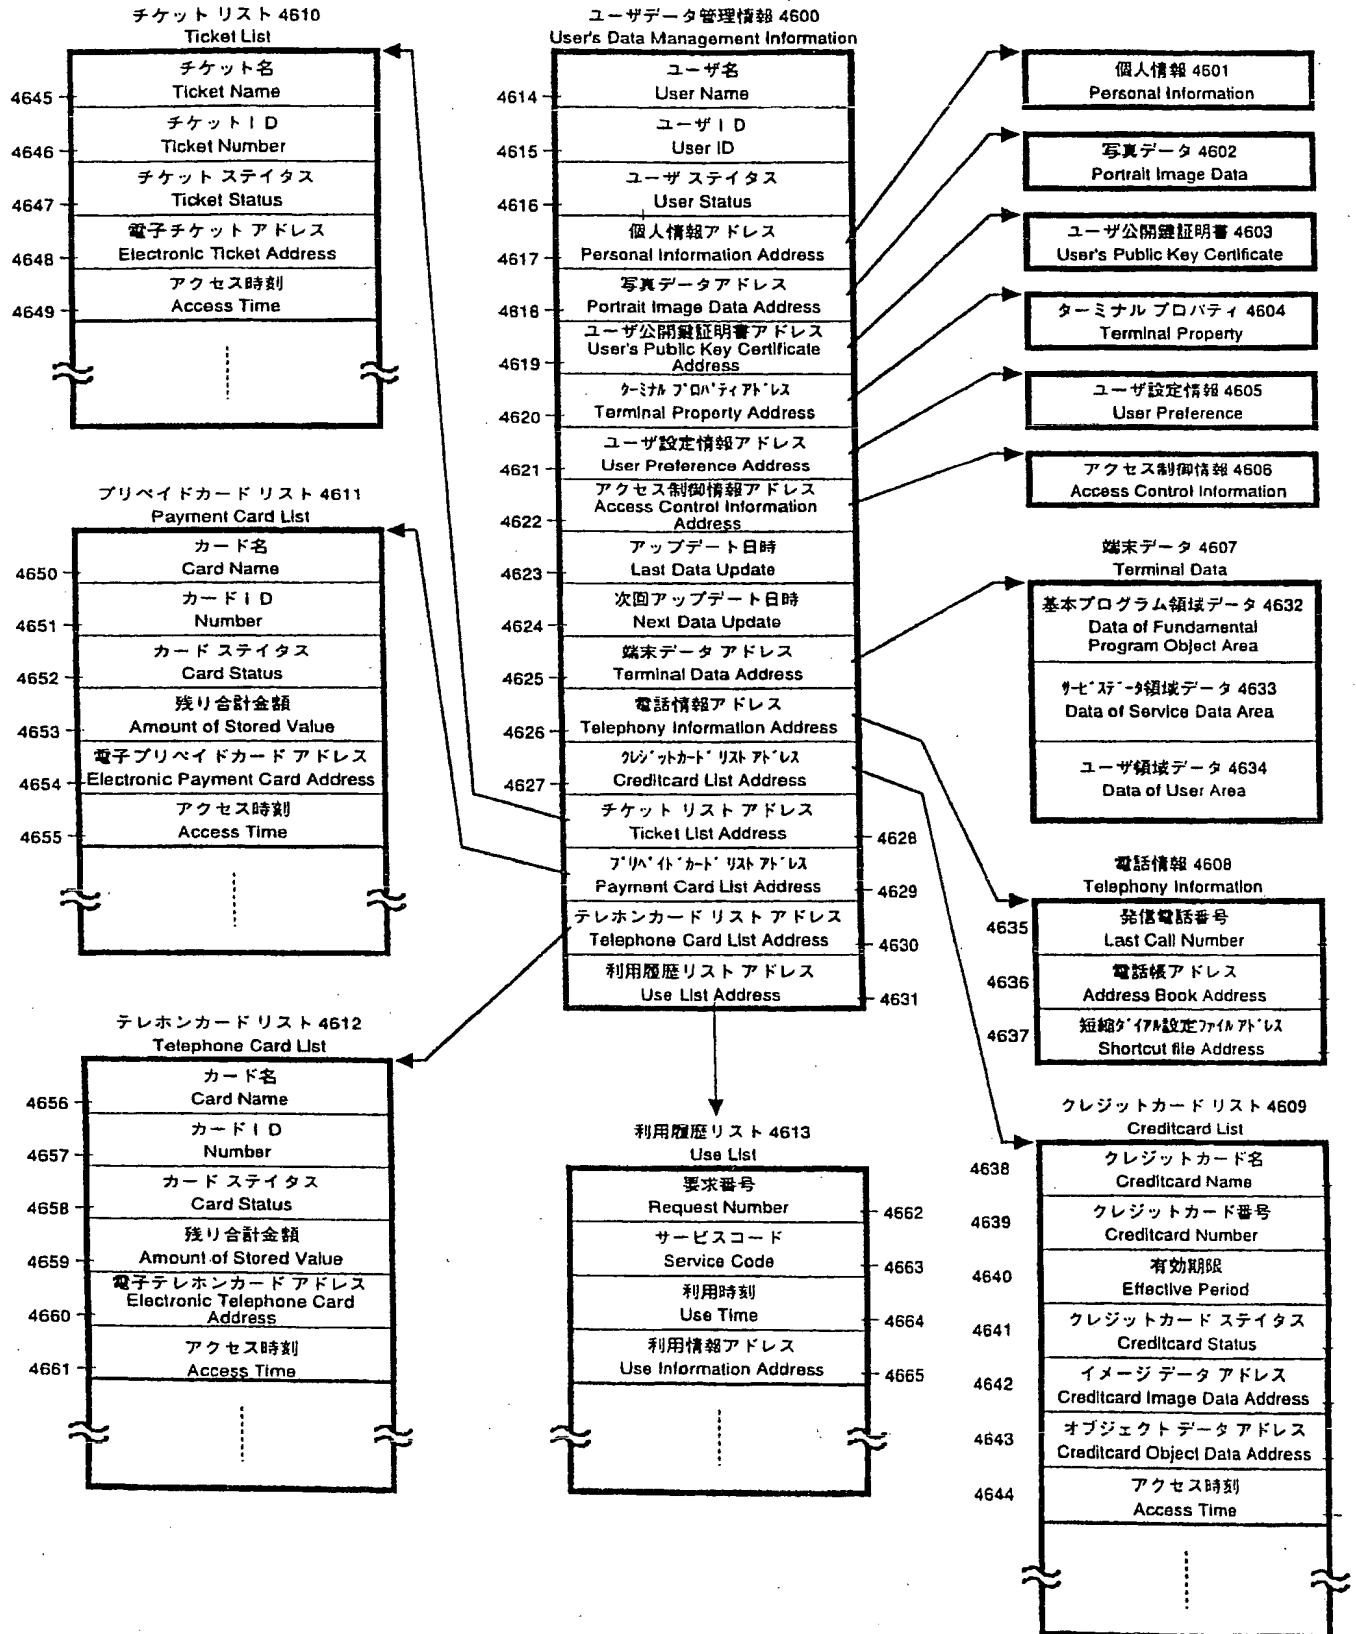 チケット リスト 4610
Ticket List
チケット名
Ticket Name
4645
チケットID
Ticket Number
4646
チケット ステイタス
Ticket Status
4647
電子チケット アドレス
Electronic Ticket Address
4648
アクセス時刻
Access Time
4649
プリペイドカード リスト 4611
Payment Card List
カード名
Card Name
4650
カードID
Number
4651
カード ステイタス
Card Status
4652
残り合計金額
Amount of Stored Value
4653
電子プリペイドカード アドレス
Electronic Payment Card Address
4654
アクセス時刻
Access Time
4655
テレホンカード リスト 4612
Telephone Card List
カード名
Card Name
4656
カードID
Number
4657
カード ステイタス
Card Status
4658
残り合計金額
Amount of Stored Value
4659
電子テレホンカード アドレス
Electronic Telephone Card
Address
4660
アクセス時刻
Access Time
4661
ユーザデータ管理情報 4600
User's Data Management Information
ユーザ名
User Name
4614
ユーザID
User ID
4615
ユーザ ステイタス
User Status
4616
個人情報アドレス
Personal Information Address
4617
写真データアドレス
Portrait Image Data Address
4618
ユーザ公開鍵証明書アドレス
User's Public Key Certificate
Address
4619
ターミナル プロパティアドレス
Terminal Property Address
4620
ユーザ設定情報アドレス
User Preference Address
4621
アクセス制御情報アドレス
Access Control Information
Address
4622
アップデート日時
Last Data Update
4623
次回アップデート日時
Next Data Update
4624
端末データ アドレス
Terminal Data Address
4625
電話情報アドレス
Telephony Information Address
4626
クレジットカード リスト アドレス
Creditcard List Address
4627
チケット リスト アドレス
Ticket List Address
4628
プリペイド カード リスト アドレス
Payment Card List Address
4629
テレホンカード リスト アドレス
Telephone Card List Address
4630
利用履歴リスト アドレス
Use List Address
4631
利用履歴リスト 4613
Use List
要求番号
Request Number
4662
サービスコード
Service Code
4663
利用時刻
Use Time
4664
利用情報アドレス
Use Information Address
4665
個人情報 4601
Personal Information
写真データ 4602
Portrait Image Data
ユーザ公開鍵証明書 4603
User's Public Key Certificate
ターミナル プロパティ 4604
Terminal Property
ユーザ設定情報 4605
User Preference
アクセス制御情報 4606
Access Control Information
端末データ 4607
Terminal Data
基本プログラム領域データ 4632
Data of Fundamental
Program Object Area
サービスデータ領域データ 4633
Data of Service Data Area
ユーザ領域データ 4634
Data of User Area
電話情報 4608
Telephony Information
4635
発信電話番号
Last Call Number
4636
電話帳アドレス
Address Book Address
4637
短縮ダイアル設定ファイルアドレス
Shortcut file Address
クレジットカード リスト 4609
Creditcard List
4638
クレジットカード名
Creditcard Name
4639
クレジットカード番号
Creditcard Number
4640
有効期限
Effective Period
4641
クレジットカード ステイタス
Creditcard Status
4642
イメージ データ アドレス
Creditcard Image Data Address
4643
オブジェクト データ アドレス
Creditcard Object Data Address
4644
アクセス時刻
Access Time